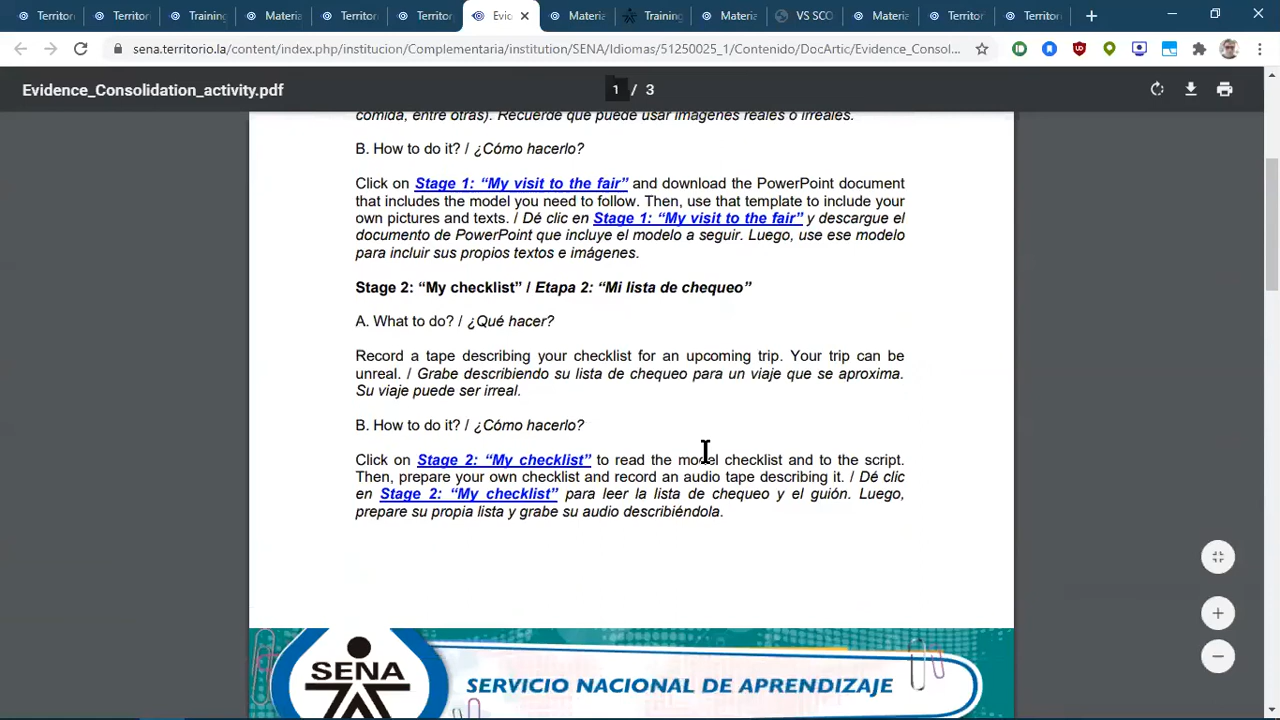 Territori
Territori
Training
Materia
Territori
Territori
Evic
Materia
Training
Materia
VS SCO
Materia
Territori
Territori
sena.territorio.la/content/index.php/institucion/Complementaria/institution/SENA/Idiomas/51250025_1/Contenido/DocArtic/Evidence_Consol...
Evidence_Consolidation_activity.pdf
1 / 3
comida, entre otras). Recuerde que puede usar imágenes reales o irreales.
B. How to do it? / ¿Cómo hacerlo?
Click on Stage 1: “My visit to the fair” and download the PowerPoint document
that includes the model you need to follow. Then, use that template to include your
own pictures and texts. / Dé clic en Stage 1: “My visit to the fair” y descargue el
documento de PowerPoint que incluye el modelo a seguir. Luego, use ese modelo
para incluir sus propios textos e imágenes.
Stage 2: “My checklist” / Etapa 2: “Mi lista de chequeo”
A. What to do? / ¿Qué hacer?
Record a tape describing your checklist for an upcoming trip. Your trip can be
unreal. / Grabe describiendo su lista de chequeo para un viaje que se aproxima.
Su viaje puede ser irreal.
B. How to do it? / ¿Cómo hacerlo?
Click on Stage 2: “My checklist” to read the model checklist and to the script.
Then, prepare your own checklist and record an audio tape describing it. / Dé clic
en Stage 2: “My checklist” para leer la lista de chequeo y el guión. Luego,
prepare su propia lista y grabe su audio describiéndola.
SENA
SERVICIO NACIONAL DE APRENDIZAJE